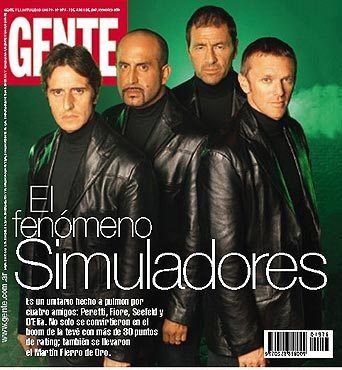 GENTE
El
fenómeno
Simuladores
Es un unitario hecho a pulmón por
cuatro amigos: Peretti, Fiore, Seefeld y
D'Elía. No sólo se convirtieron en el
boom de la tevé con más de 30 puntos
de rating; también se llevaron
el Martín Fierro de Oro.
www.gente.com.ar